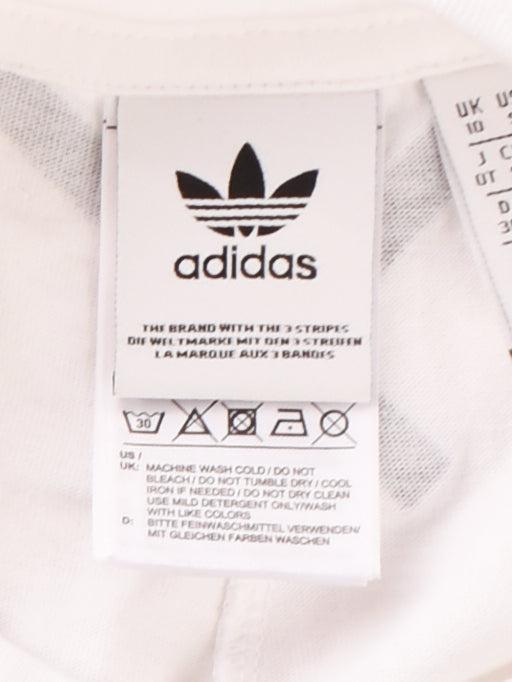 adidas
THE BRAND WITH THE 3 STRIPES
DIE WELTMARKE MIT DEN 3 STREIFEN
LA MARQUE AUX 3 BANDES
30
US /
UK: MACHINE WASH COLD / DO NOT
BLEACH / DO NOT TUMBLE DRY / COOL
IRON IF NEEDED / DO NOT DRY CLEAN
USE MILD DETERGENT ONLY/WASH
WITH LIKE COLORS
D: BITTE FEINWASCHMITTEL VERWENDEN/
MIT GLEICHEN FARBEN WASCHEN
UK
10
J
OT
D